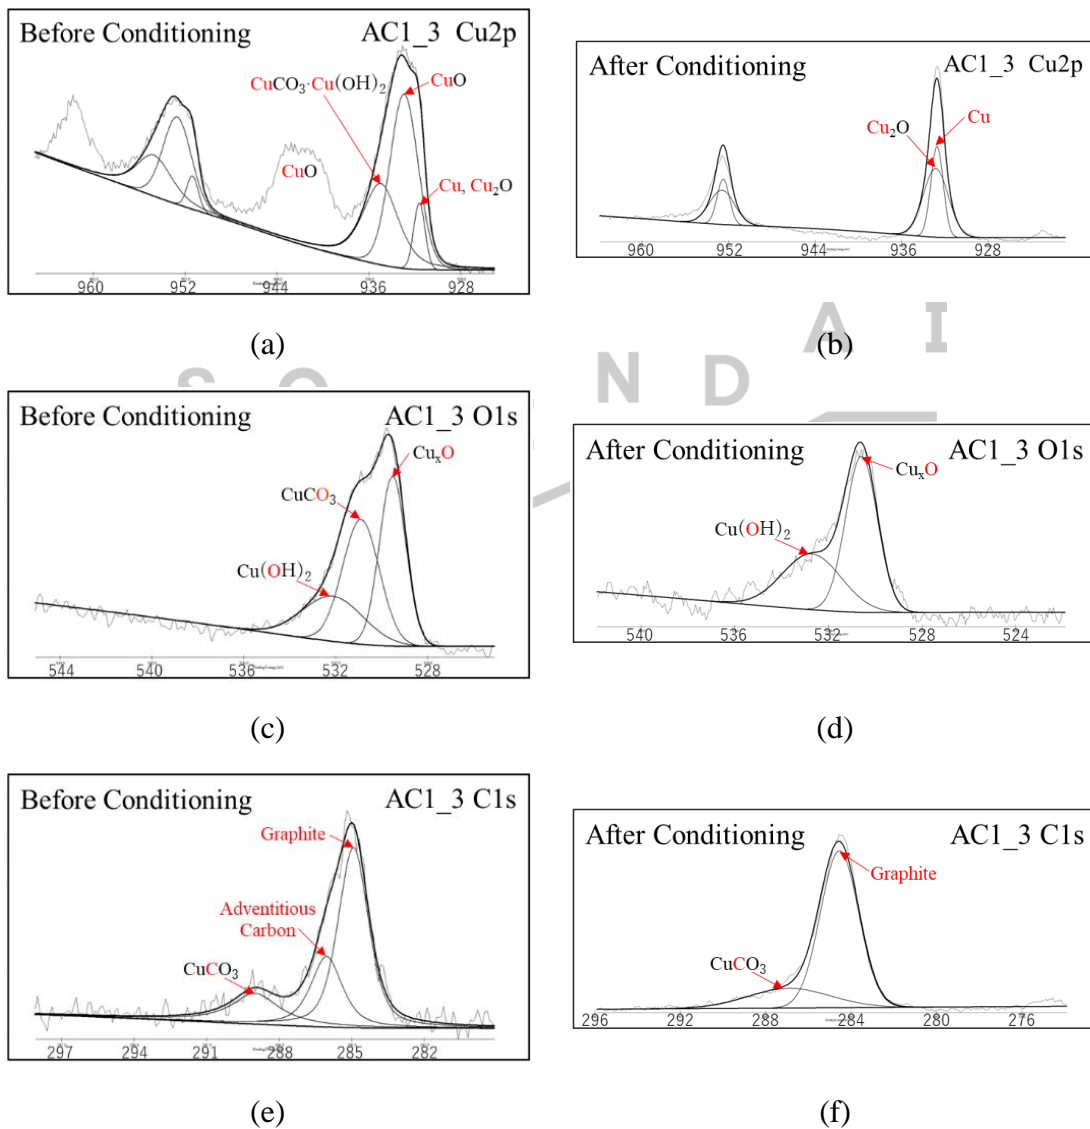 Before Conditioning AC1_3 Cu2p
CuCO₃·Cu(OH)₂
CuO
CuO
Cu, Cu₂O
960 952 944 936 928
(a)
After Conditioning AC1_3 Cu2p
Cu₂O
Cu
960 952 944 936 928
(b)
Before Conditioning AC1_3 O1s
CuₓO
CuCO₃
Cu(OH)₂
544 540 536 532 528
(c)
After Conditioning AC1_3 O1s
CuₓO
Cu(OH)₂
540 536 532 528 524
(d)
Before Conditioning AC1_3 C1s
Graphite
Adventitious
Carbon
CuCO₃
297 294 291 288 285 282
(e)
After Conditioning AC1_3 C1s
Graphite
CuCO₃
296 292 288 284 280 276
(f)